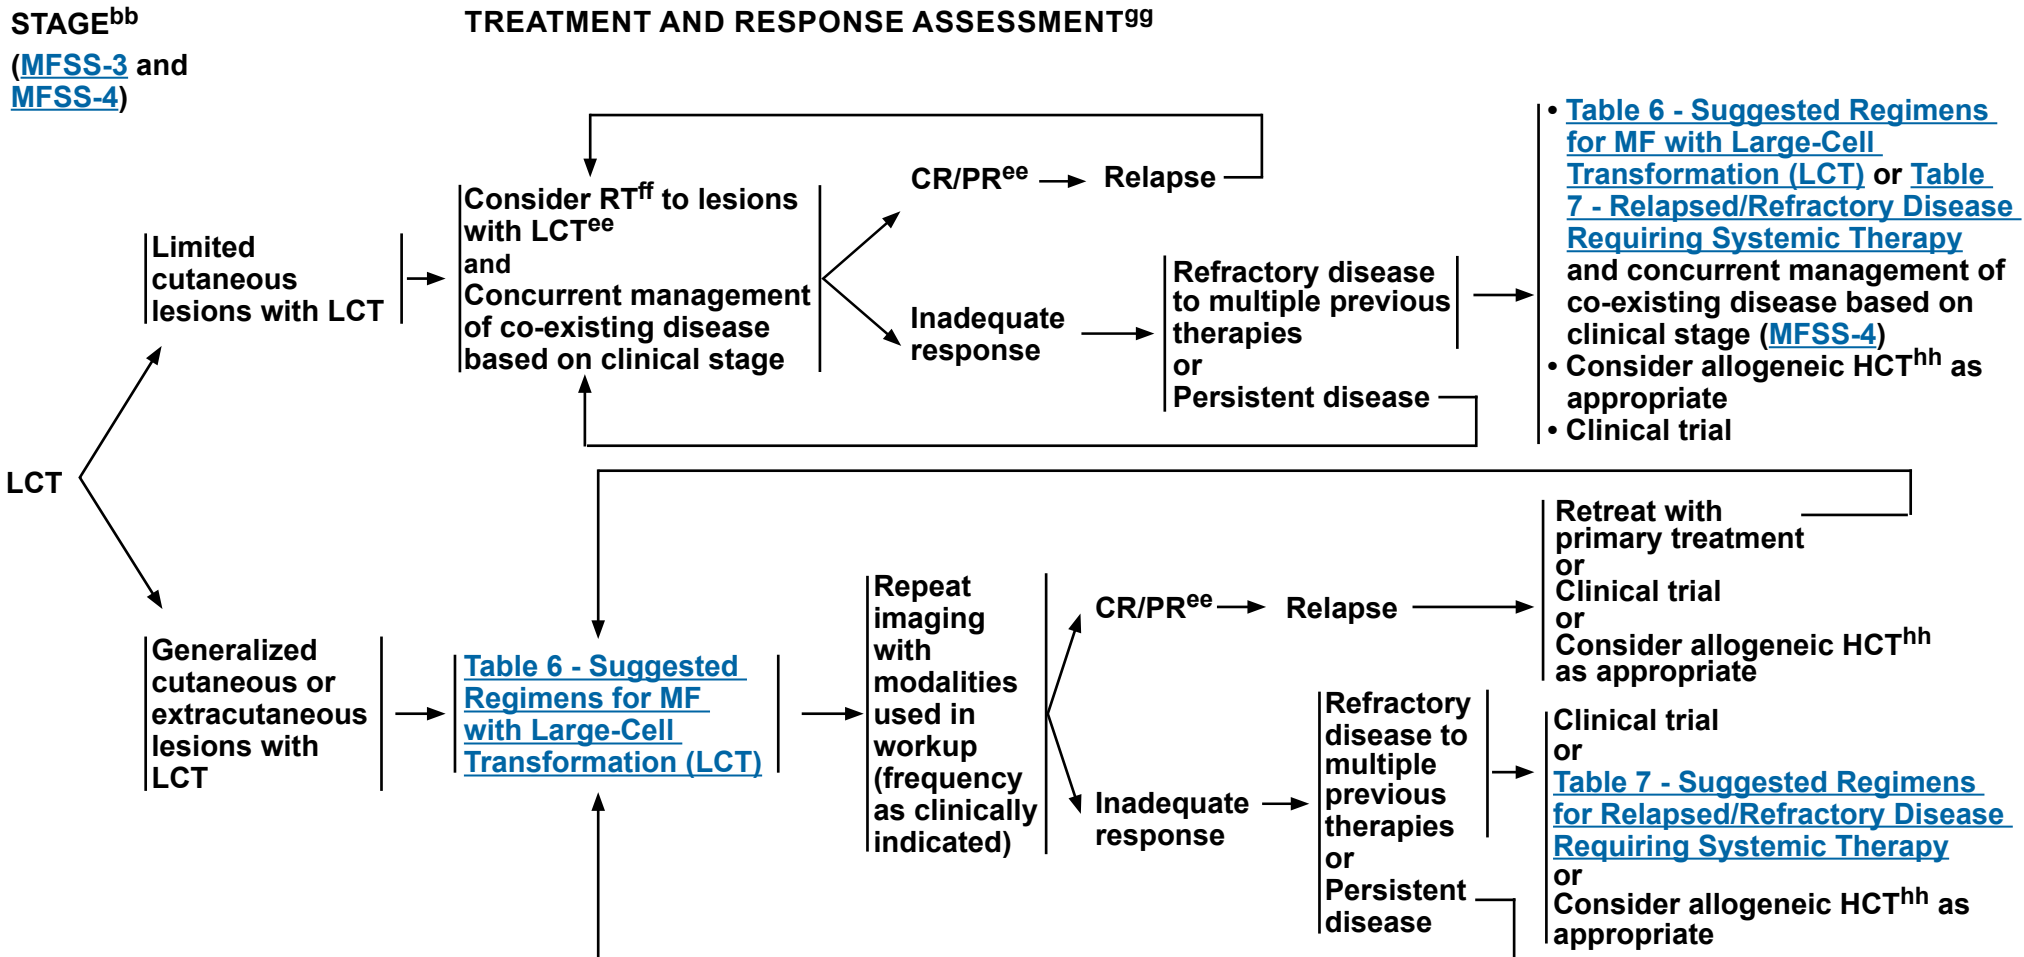 STAGEbb
(MFSS-3 and
MFSS-4)
TREATMENT AND RESPONSE ASSESSMENTgg
LCT
Limited
cutaneous
lesions with LCT
Consider RTff to lesions
with LCTee
and
Concurrent management
of co-existing disease
based on clinical stage
CR/PRee
Relapse
Inadequate
response
Refractory disease
to multiple previous
therapies
or
Persistent disease
• Table 6 - Suggested Regimens
for MF with Large-Cell
Transformation (LCT) or Table
7 - Relapsed/Refractory Disease
Requiring Systemic Therapy
and concurrent management of
co-existing disease based on
clinical stage (MFSS-4)
• Consider allogeneic HCThh as
appropriate
• Clinical trial
Generalized
cutaneous or
extracutaneous
lesions with
LCT
Table 6 - Suggested
Regimens for MF
with Large-Cell
Transformation (LCT)
Repeat
imaging
with
modalities
used in
workup
(frequency
as clinically
indicated)
CR/PRee
Relapse
Retreat with
primary treatment
or
Clinical trial
or
Consider allogeneic HCThh
as appropriate
Inadequate
response
Refractory
disease to
multiple
previous
therapies
or
Persistent
disease
Clinical trial
or
Table 7 - Suggested Regimens
for Relapsed/Refractory Disease
Requiring Systemic Therapy
or
Consider allogeneic HCThh as
appropriate